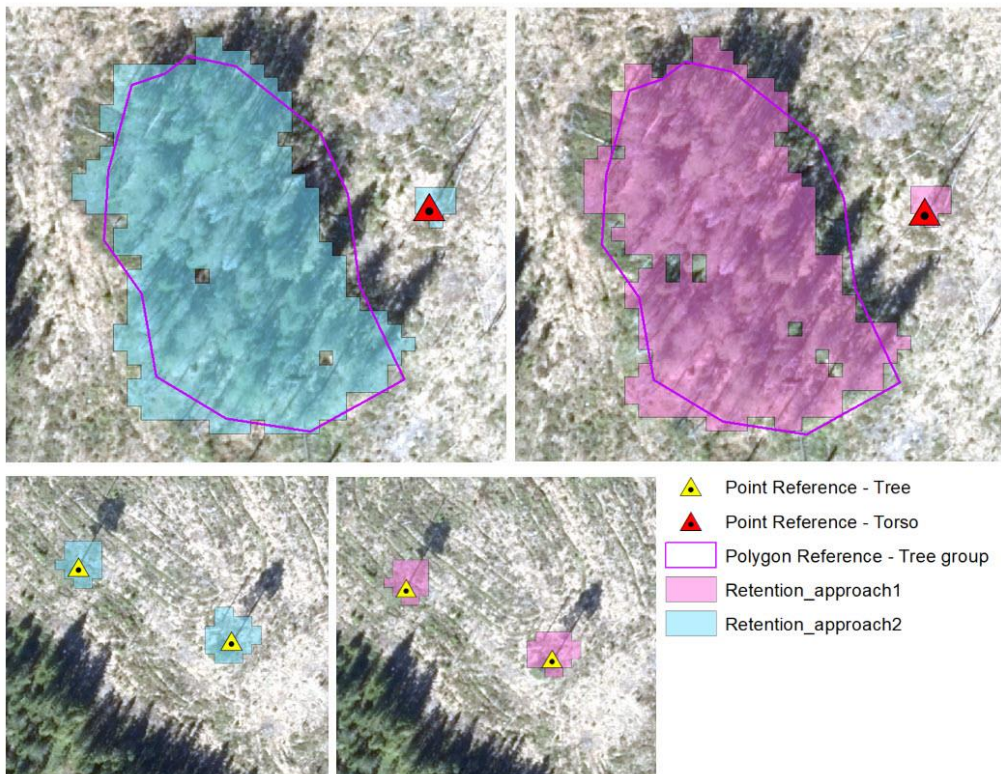 Point Reference - Tree
Point Reference - Torso
Polygon Reference - Tree group
Retention_approach1
Retention_approach2